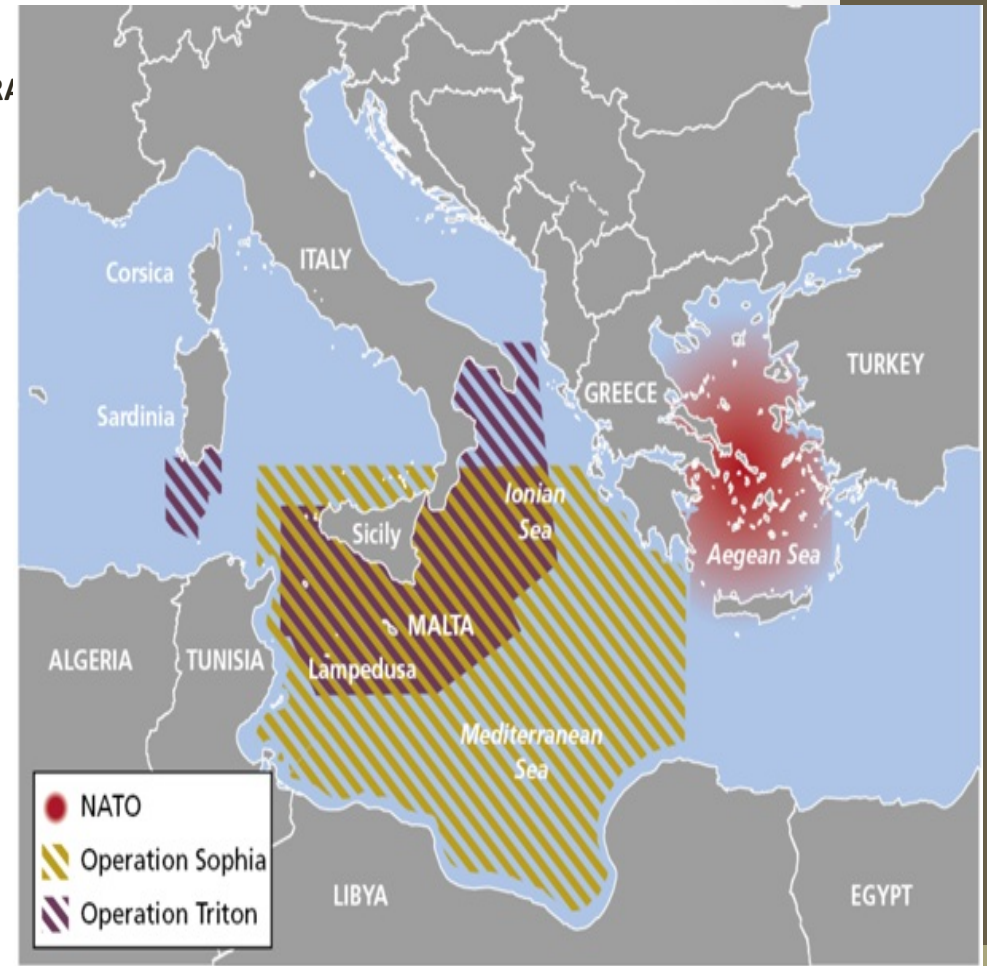 Corsica
ITALY
Sardinia
GREECE
TURKEY
Ionian
Sea
Sicily
Aegean Sea
MALTA
ALGERIA
TUNISIA
Lampedusa
Mediterranean
Sea
NATO
Operation Sophia
Operation Triton
LIBYA
EGYPT